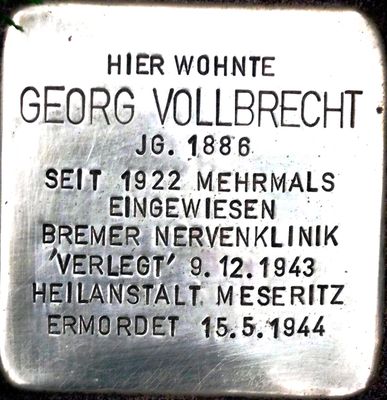 HIER WOHNTE
GEORG VOLLBRECHT
JG. 1886
SEIT 1922 MEHRMALS
EINGEWIESEN
BREMER NERVENKLINIK
'VERLEGT' 9.12.1943
HEILANSTALT MESERITZ
ERMORDET 15.5.1944